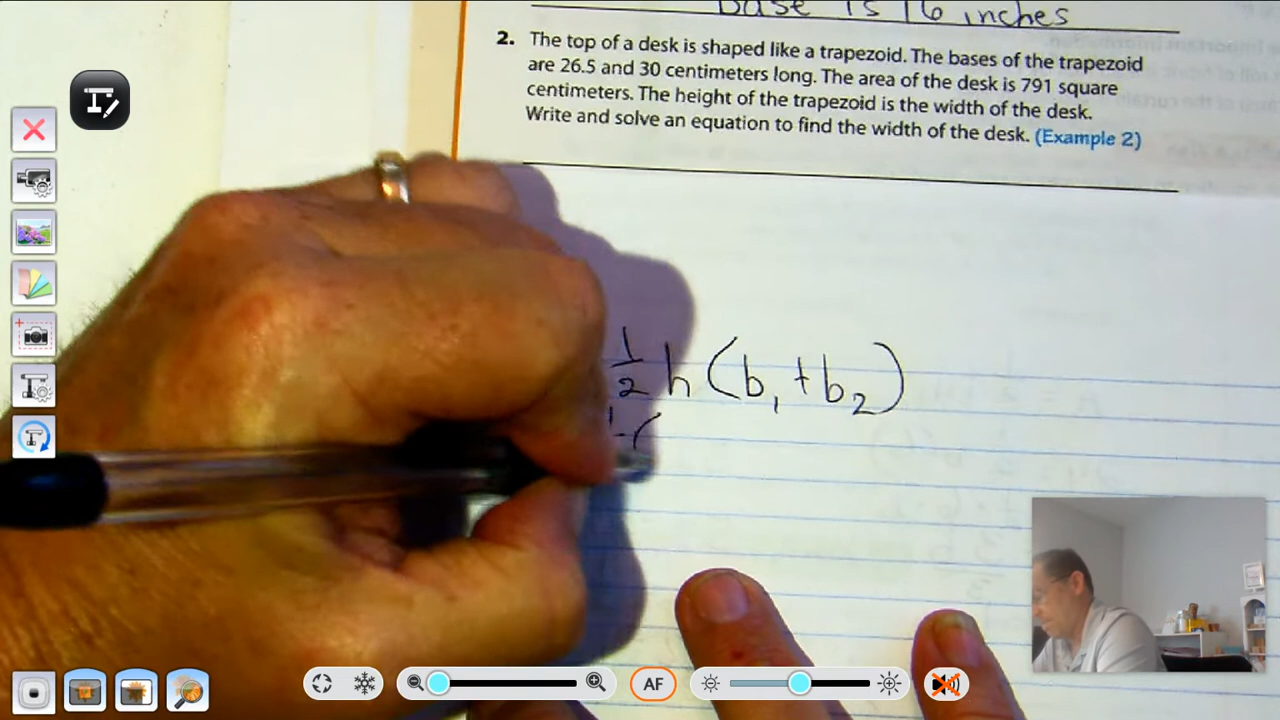 base is 16 inches
2. The top of a desk is shaped like a trapezoid. The bases of the trapezoid
are 26.5 and 30 centimeters long. The area of the desk is 791 square
centimeters. The height of the trapezoid is the width of the desk.
Write and solve an equation to find the width of the desk. (Example 2)
1/2 h (b₁ + b₂)
AF